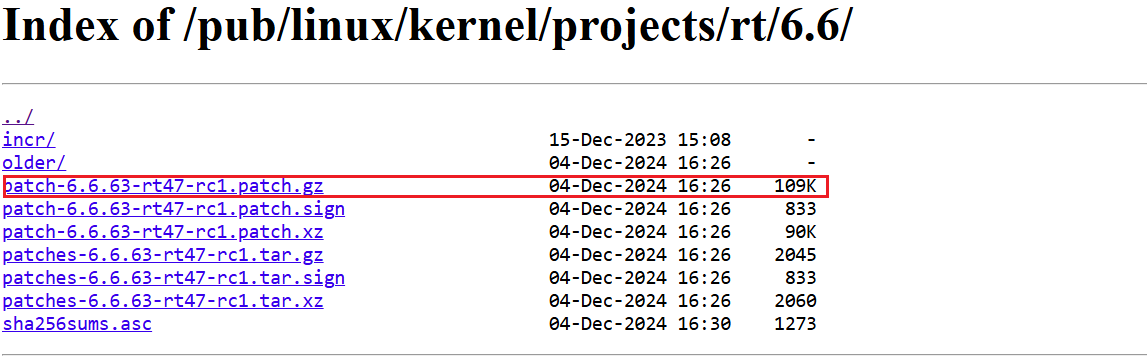 Index of /pub/linux/kernel/projects/rt/6.6/
../
incr/ 15-Dec-2023 15:08 -
older/ 04-Dec-2024 16:26 -
patch-6.6.63-rt47-rc1.patch.gz 04-Dec-2024 16:26 109K
patch-6.6.63-rt47-rc1.patch.sign 04-Dec-2024 16:26 833
patch-6.6.63-rt47-rc1.patch.xz 04-Dec-2024 16:26 90K
patches-6.6.63-rt47-rc1.tar.gz 04-Dec-2024 16:26 2045
patches-6.6.63-rt47-rc1.tar.sign 04-Dec-2024 16:26 833
patches-6.6.63-rt47-rc1.tar.xz 04-Dec-2024 16:26 2060
sha256sums.asc 04-Dec-2024 16:30 1273